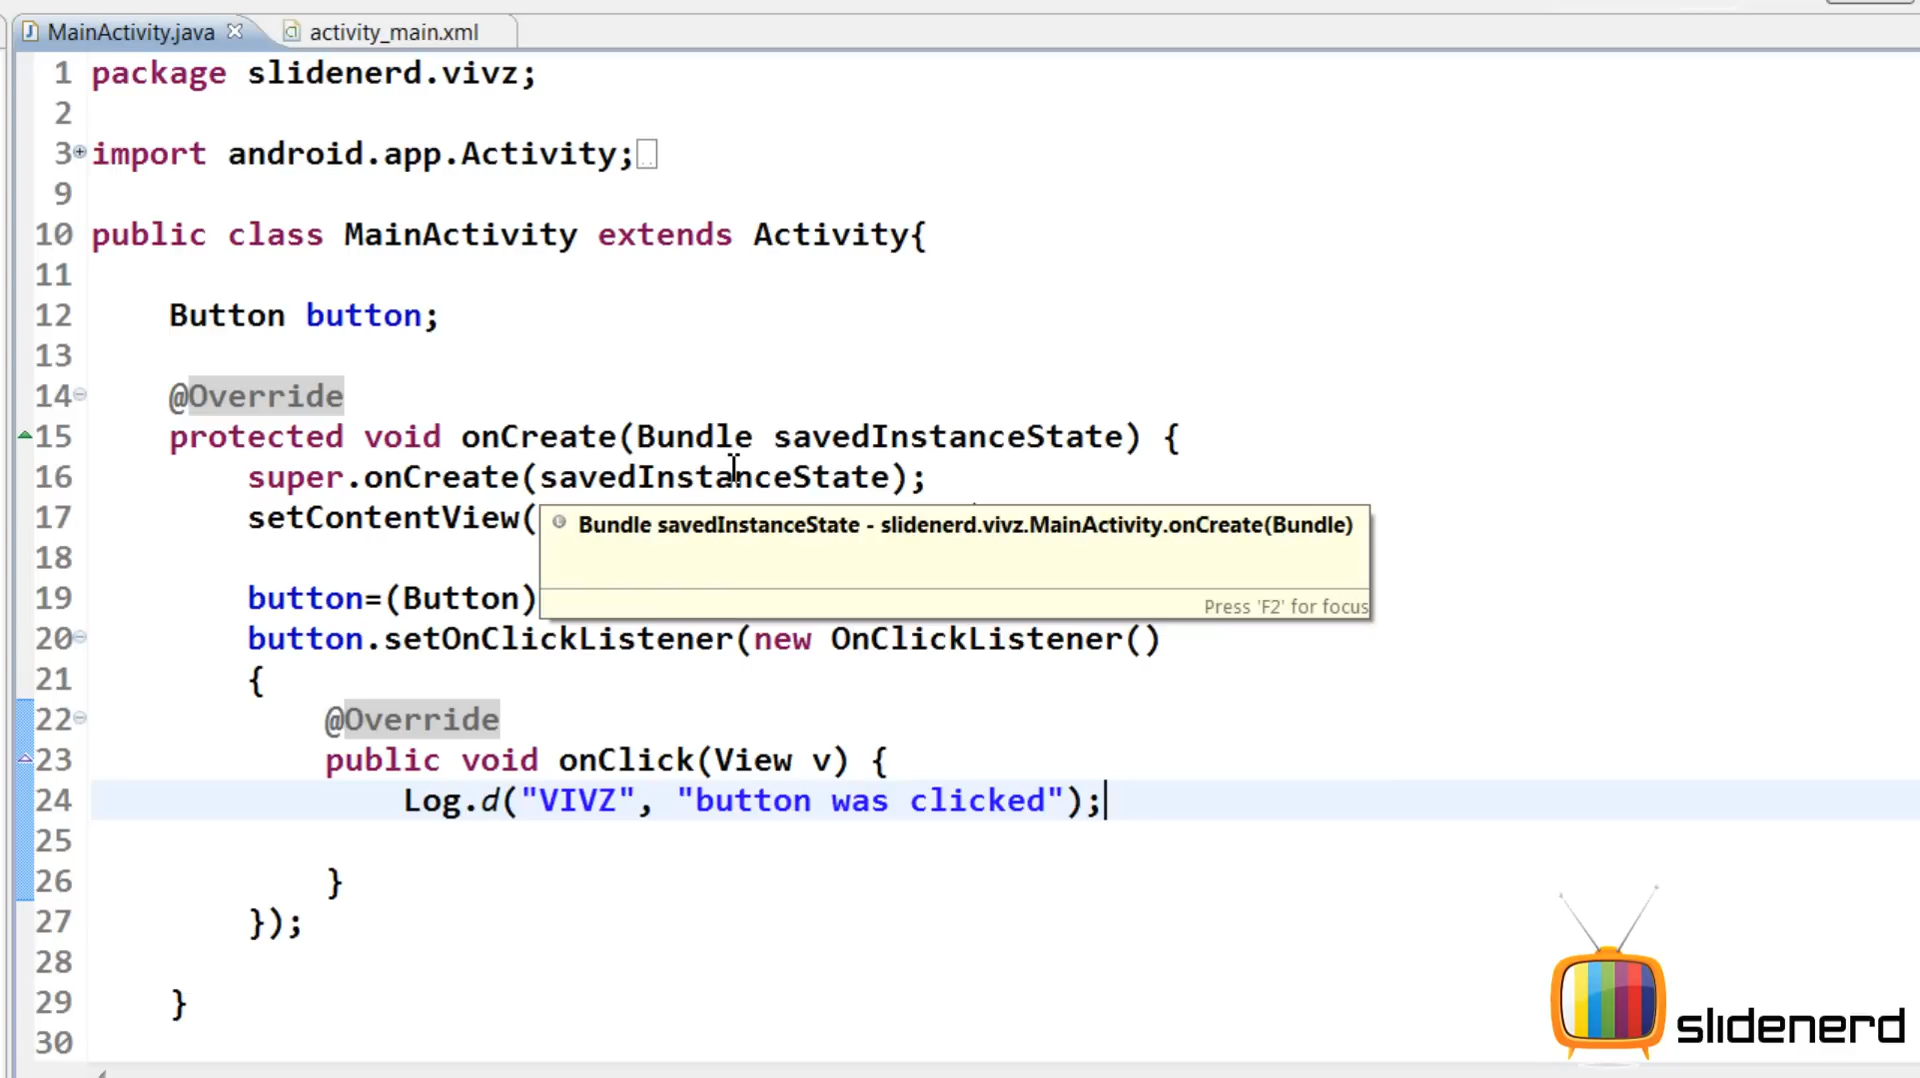 MainActivity.java activity_main.xml
1 package slidenerd.vivz;
2
3 import android.app.Activity;
9
10 public class MainActivity extends Activity{
11
12 Button button;
13
14 @Override
15 protected void onCreate(Bundle savedInstanceState) {
16 super.onCreate(savedInstanceState);
17 setContentView(
Bundle savedInstanceState - slidenerd.vivz.MainActivity.onCreate(Bundle)
18
19 button=(Button)
Press 'F2' for focus
20 button.setOnClickListener(new OnClickListener()
21 {
22 @Override
23 public void onClick(View v) {
24 Log.d("VIVZ", "button was clicked");
25
26 }
27 });
28
29 }
30
slidenerd